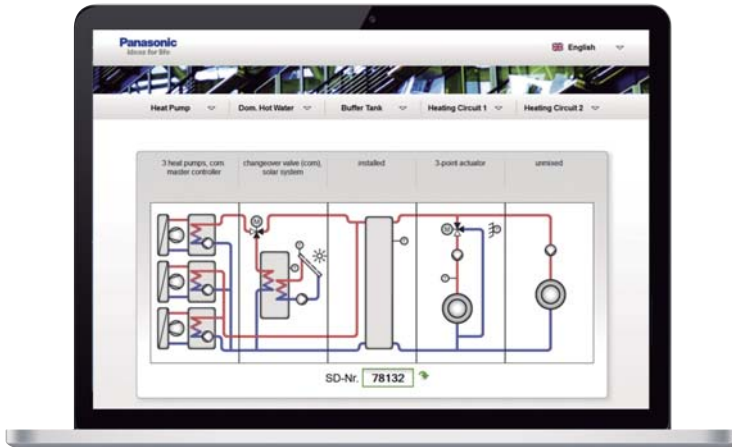 Panasonic
ideas for life
English
Heat Pump
Dom. Hot Water
Buffer Tank
Heating Circuit 1
Heating Circuit 2
3 heat pumps, com.
master controller
changeover valve (com),
solar system
installed
3-point actuator
unmixed
M
M
SD-Nr. 78132